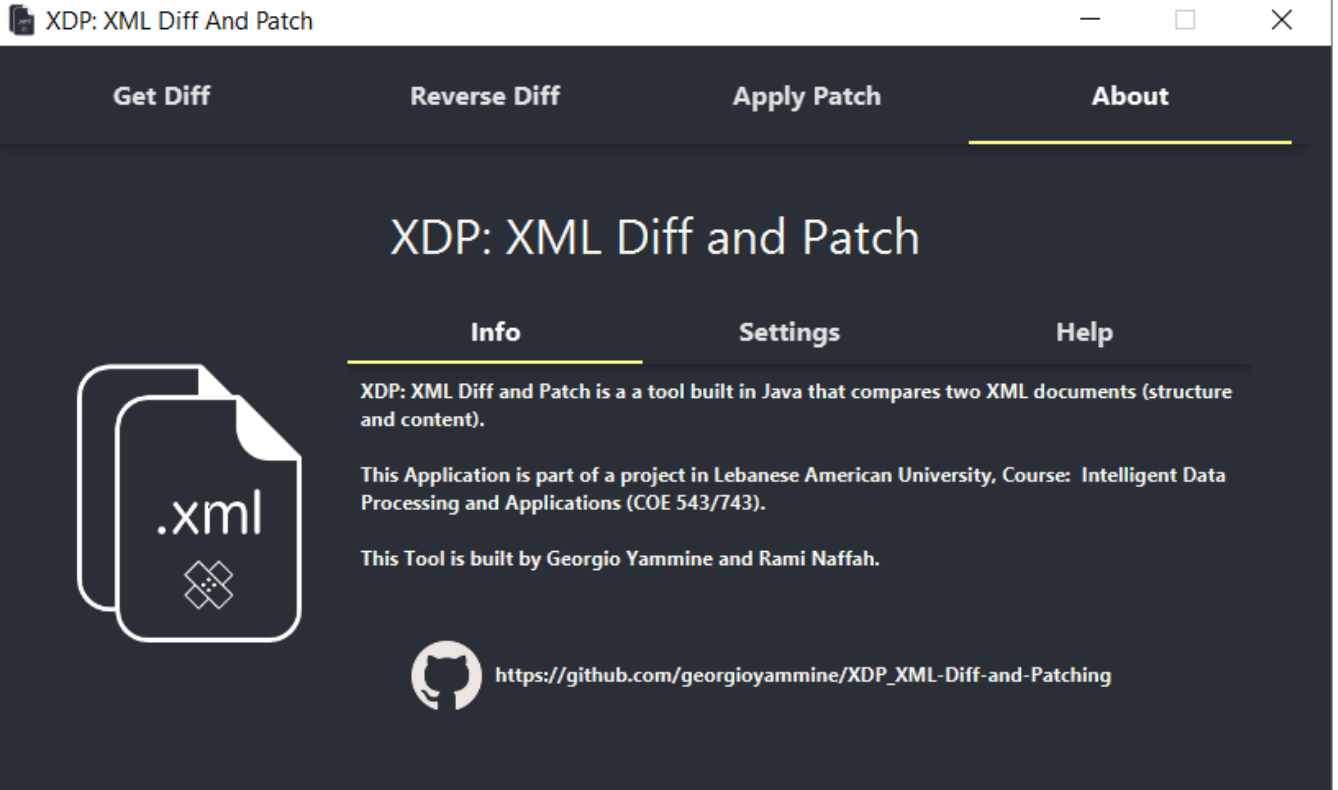 XDP: XML Diff And Patch
Get Diff
Reverse Diff
Apply Patch
About
XDP: XML Diff and Patch
Info
Settings
Help
XDP: XML Diff and Patch is a a tool built in Java that compares two XML documents (structure
and content).
This Application is part of a project in Lebanese American University, Course:  Intelligent Data
Processing and Applications (COE 543/743).
This Tool is built by Georgio Yammine and Rami Naffah.
.xml
https://github.com/georgioyammine/XDP_XML-Diff-and-Patching